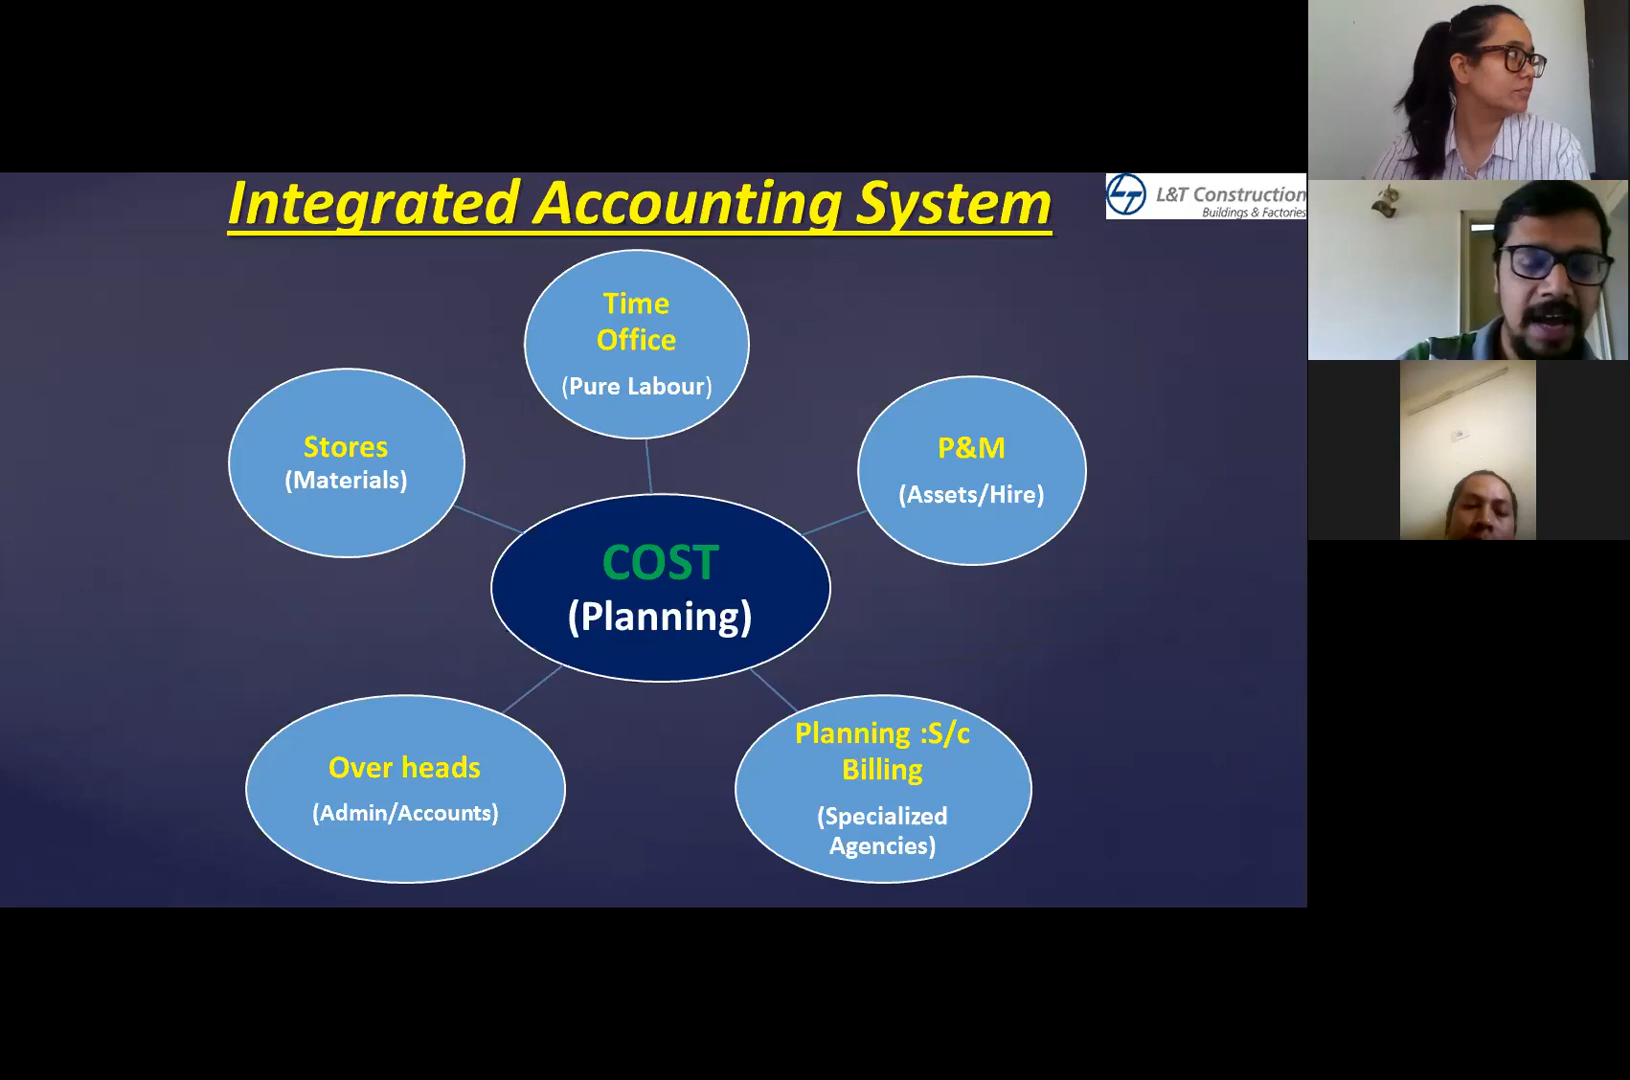 Integrated Accounting System
L&T Construction
Buildings & Factories
Time
Office
(Pure Labour)
Stores
(Materials)
P&M
(Assets/Hire)
COST
(Planning)
Over heads
(Admin/Accounts)
Planning :S/c
Billing
(Specialized
Agencies)